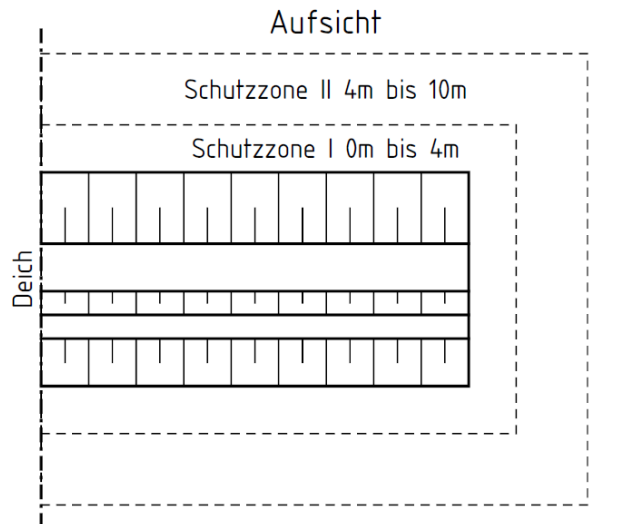 Aufsicht
Schutzzone II 4m bis 10m
Schutzzone I 0m bis 4m
Deich